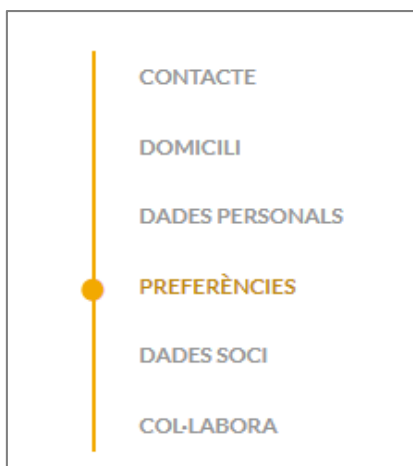 CONTACTE
DOMICILI
DADES PERSONALS
PREFERÈNCIES
DADES SOCI
COL·LABORA